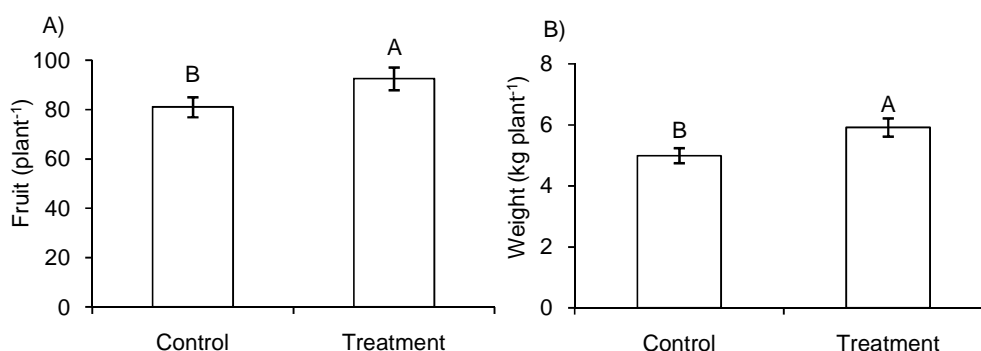 A)
Fruit (plant⁻¹)
100
80
60
40
20
0
B
A
Control
Treatment
B)
Weight (kg plant⁻¹)
8
6
4
2
0
B
A
Control
Treatment